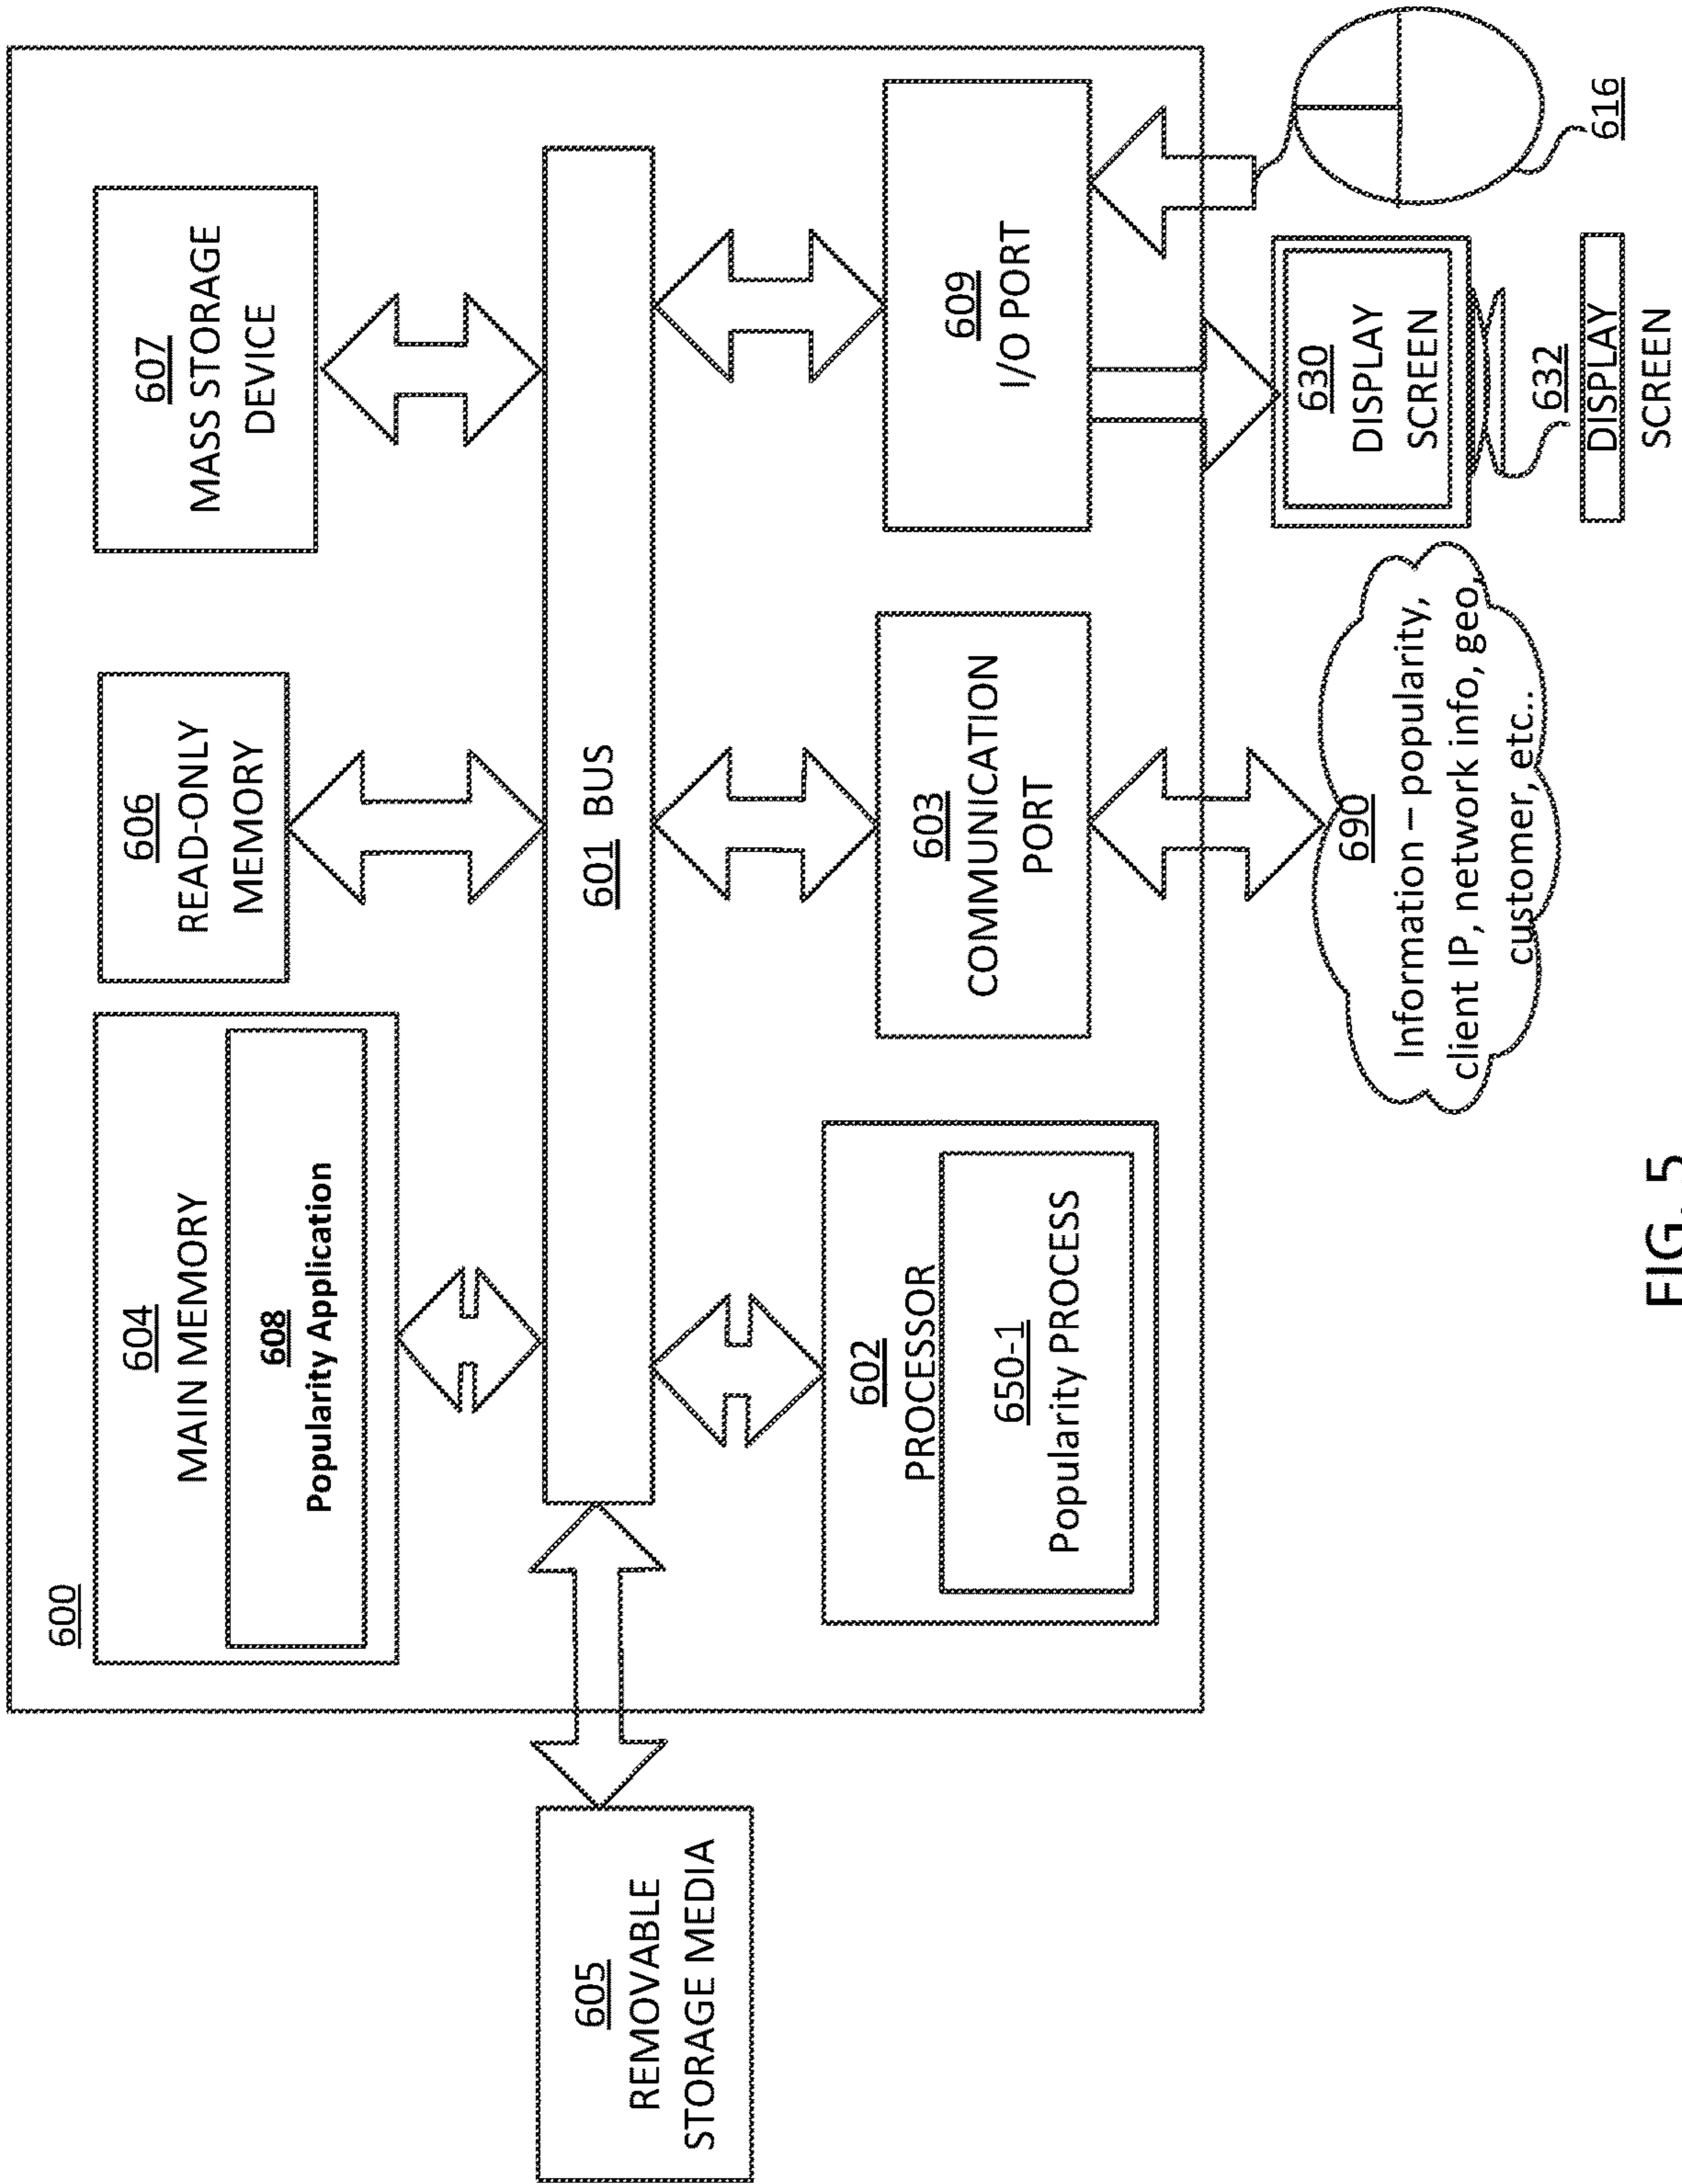 600
604
MAIN MEMORY
608
Popularity Application
606
READ-ONLY
MEMORY
607
MASS STORAGE
DEVICE
605
REMOVABLE
STORAGE MEDIA
601 BUS
602
PROCESSOR
650-1
Popularity PROCESS
603
COMMUNICATION
PORT
609
I/O PORT
690
Information – popularity,
client IP, network info, geo,
customer, etc..
630
DISPLAY
SCREEN
632
DISPLAY
SCREEN
616
FIG. 5